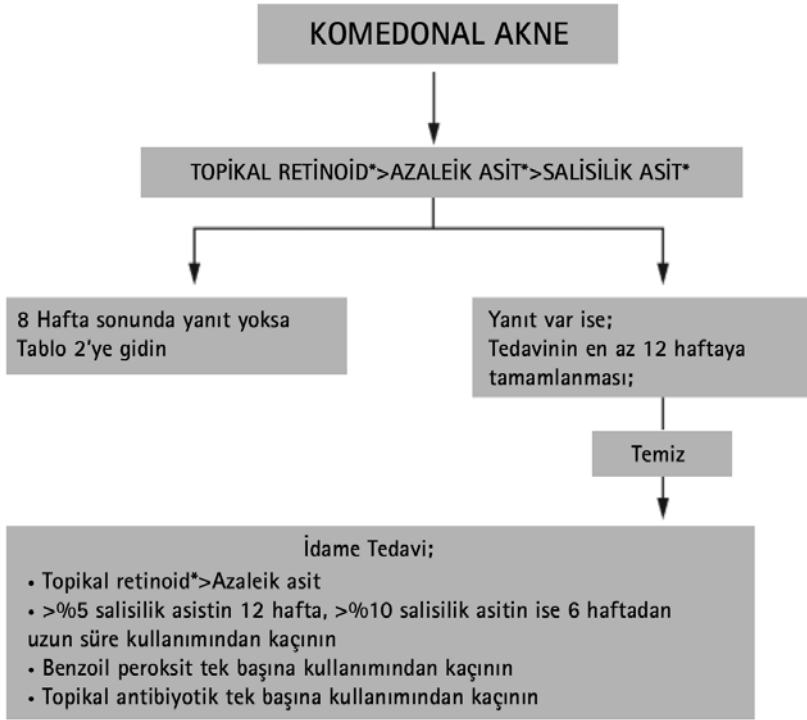 KOMEDONAL AKNE
TOPİKAL RETİNOİD*>AZALEİK ASİT*>SALİSİLİK ASİT*
8 Hafta sonunda yanıt yoksa
Tablo 2'ye gidin
Yanıt var ise;
Tedavinin en az 12 haftaya
tamamlanması;
Temiz
İdame Tedavi;
• Topikal retinoid*>Azaleik asit
• >%5 salisilik asistin 12 hafta, >%10 salisilik asitin ise 6 haftadan
uzun süre kullanımından kaçının
• Benzoil peroksit tek başına kullanımından kaçının
• Topikal antibiyotik tek başına kullanımından kaçının